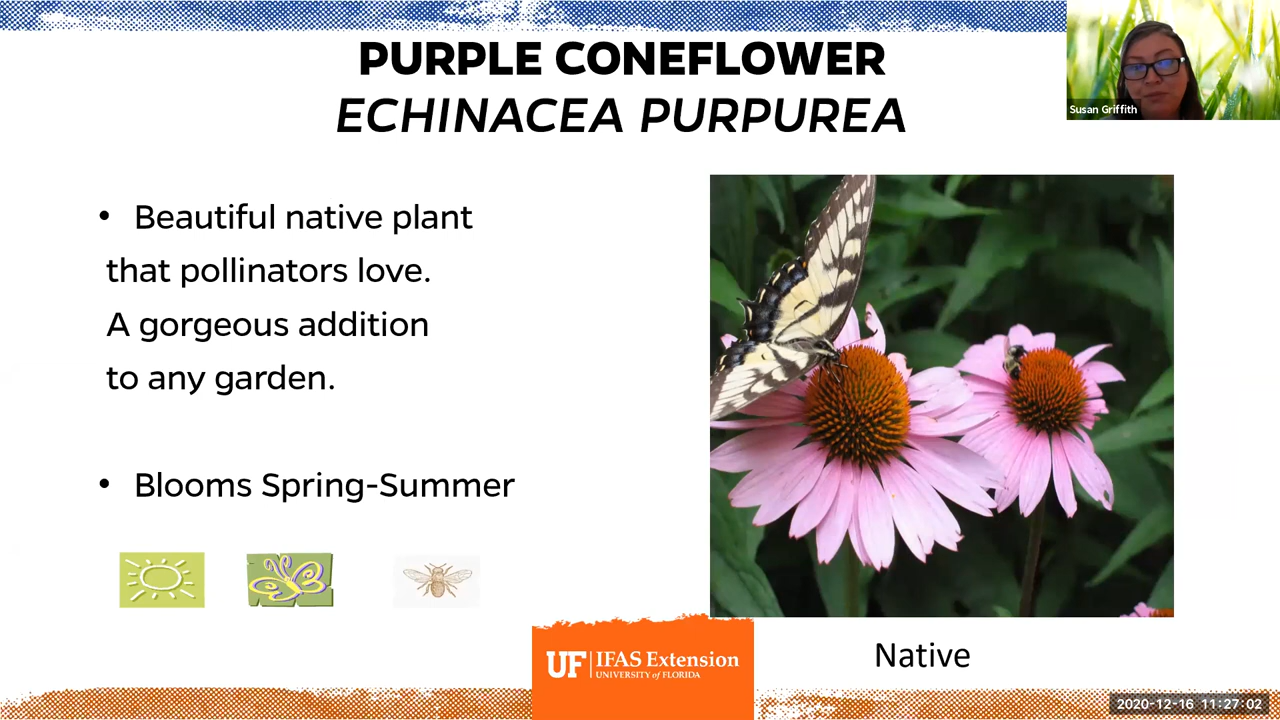 PURPLE CONEFLOWER
ECHINACEA PURPUREA
Susan Griffith
• Beautiful native plant
that pollinators love.
A gorgeous addition
to any garden.
• Blooms Spring-Summer
UF | IFAS Extension
UNIVERSITY of FLORIDA
Native
2020-12-16 11:27:02